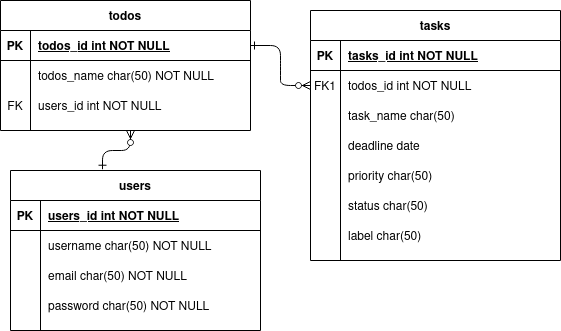 todos
PK todos_id int NOT NULL
todos_name char(50) NOT NULL
FK users_id int NOT NULL
tasks
PK tasks_id int NOT NULL
FK1 todos_id int NOT NULL
task_name char(50)
deadline date
priority char(50)
status char(50)
label char(50)
users
PK users_id int NOT NULL
username char(50) NOT NULL
email char(50) NOT NULL
password char(50) NOT NULL